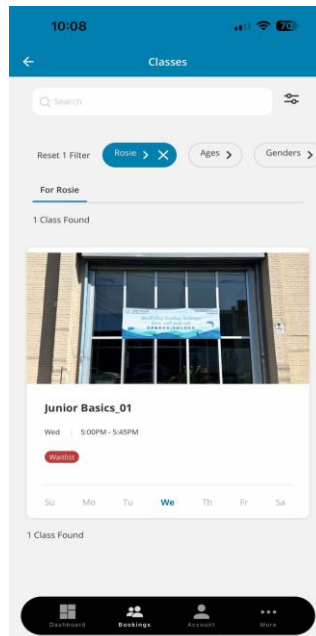 10:08
70
Classes
Search
Reset 1 Filter
Rosie
Ages
Genders
For Rosie
1 Class Found
Junior Basics_01
Wed
5:00PM - 5:45PM
Waitlist
Su Mo Tu We Th Fr Sa
1 Class Found
Dashboard Bookings Account More